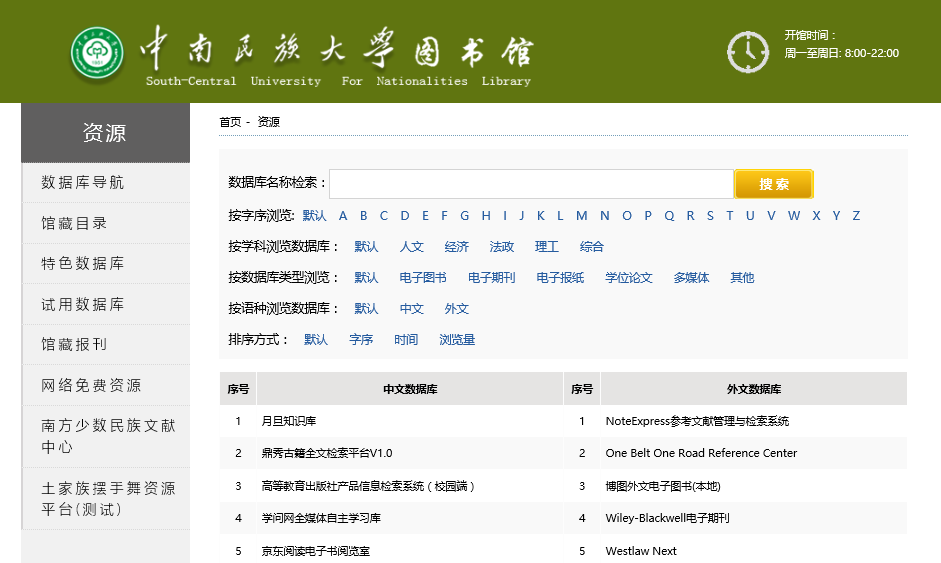 中南民族大学图书馆
South-Central University For Nationalities Library
开馆时间：
周一至周日: 8:00-22:00
资源
数据库导航
馆藏目录
特色数据库
试用数据库
馆藏报刊
网络免费资源
南方少数民族文献
中心
土家族摆手舞资源
平台(测试)
首页 - 资源
数据库名称检索： 搜 索
按字序浏览: 默认 A B C D E F G H I J K L M N O P Q R S T U V W X Y Z
按学科浏览数据库： 默认 人文 经济 法政 理工 综合
按数据库类型浏览： 默认 电子图书 电子期刊 电子报纸 学位论文 多媒体 其他
按语种浏览数据库： 默认 中文 外文
排序方式： 默认 字序 时间 浏览量
序号 中文数据库 序号 外文数据库
1 月旦知识库 1 NoteExpress参考文献管理与检索系统
2 鼎秀古籍全文检索平台V1.0 2 One Belt One Road Reference Center
3 高等教育出版社产品信息检索系统（校园端） 3 博图外文电子图书(本地)
4 学问网全媒体自主学习库 4 Wiley-Blackwell电子期刊
5 京东阅读电子书阅览室 5 Westlaw Next